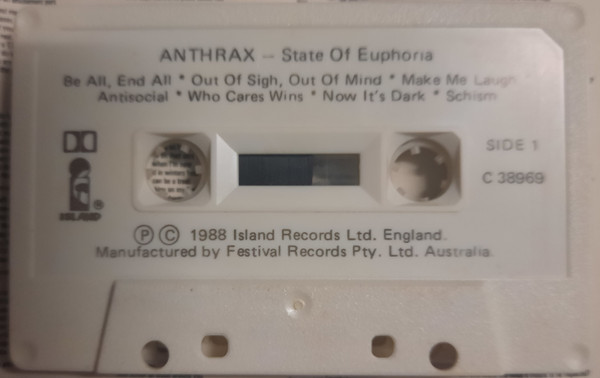 ANTHRAX — State Of Euphoria
Be All, End All * Out Of Sigh, Out Of Mind * Make Me Laugh
Antisocial * Who Cares Wins * Now It's Dark * Schism
SIDE 1
C 38969
ISLAND ®
Ⓟ Ⓒ 1988 Island Records Ltd. England.
Manufactured by Festival Records Pty. Ltd. Australia.